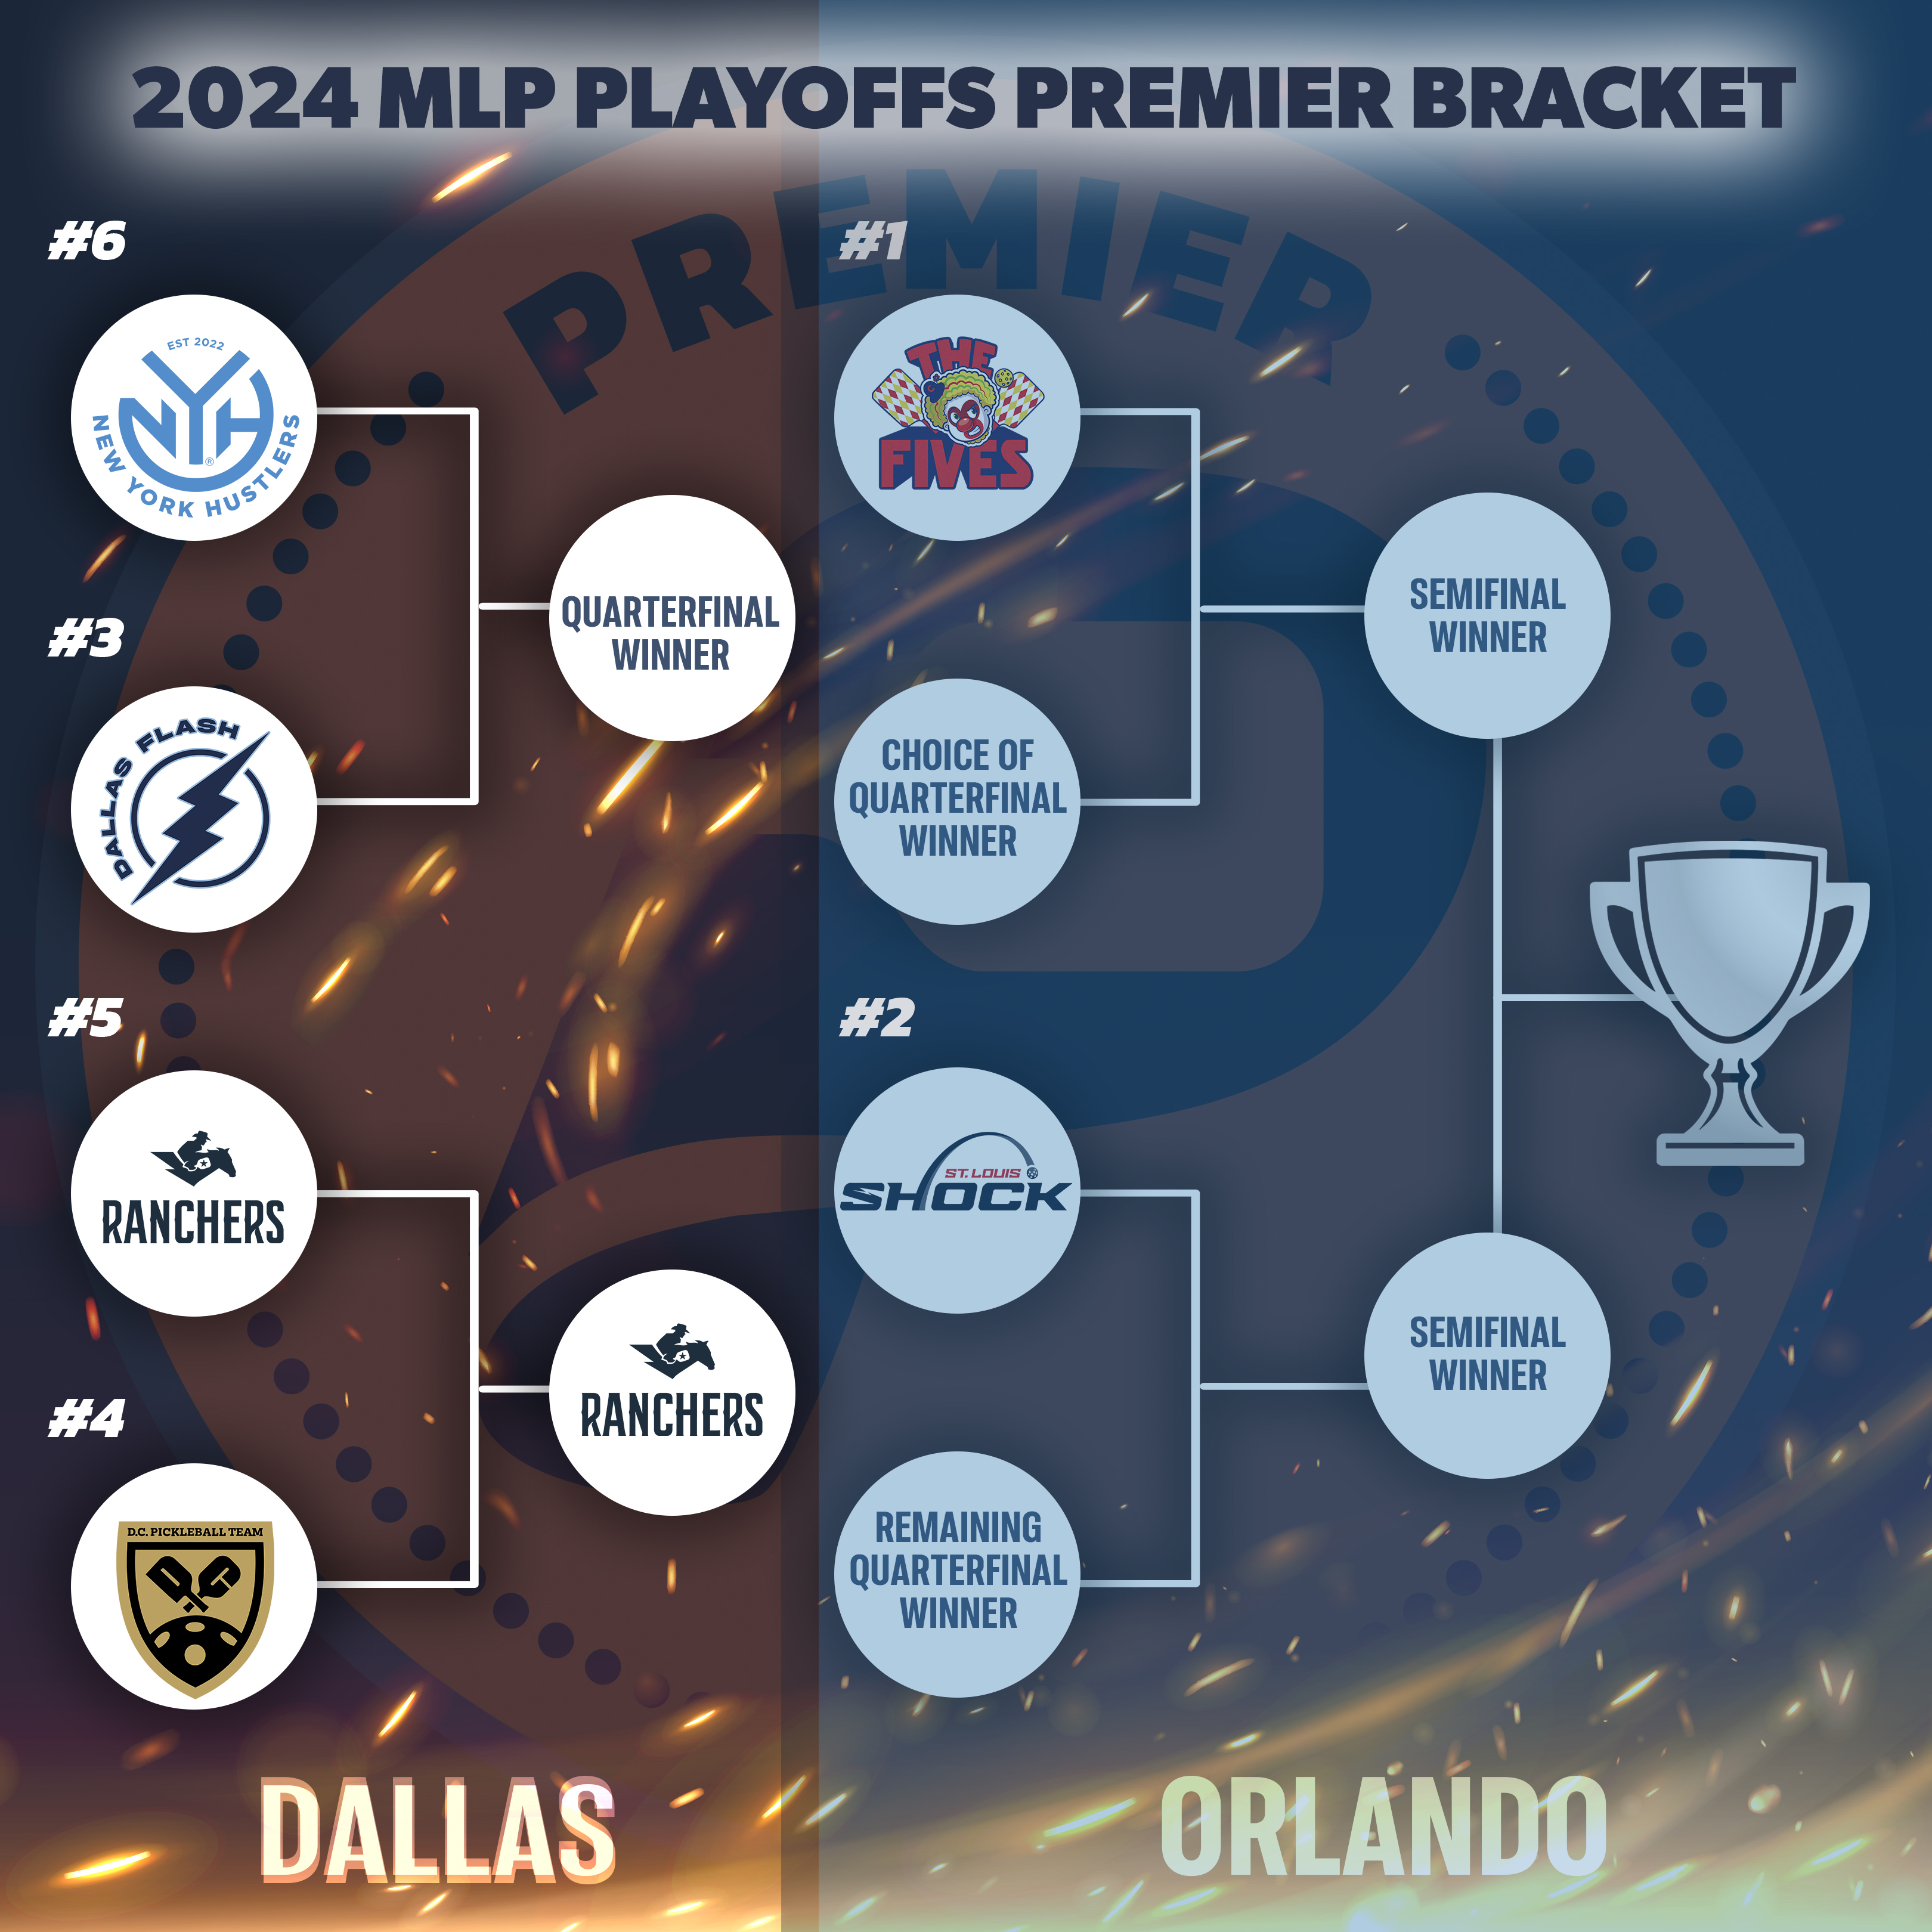 2024 MLP PLAYOFFS PREMIER BRACKET
PREMIER
#6
EST 2022
NYH
®
NEW YORK HUSTLERS
#3
DALLAS FLASH
QUARTERFINAL
WINNER
#5
RANCHERS
#4
D.C. PICKLEBALL TEAM
DC
RANCHERS
DALLAS
#1
THE
FIVES
CHOICE OF
QUARTERFINAL
WINNER
SEMIFINAL
WINNER
#2
ST. LOUIS
SHOCK
REMAINING
QUARTERFINAL
WINNER
SEMIFINAL
WINNER
ORLANDO